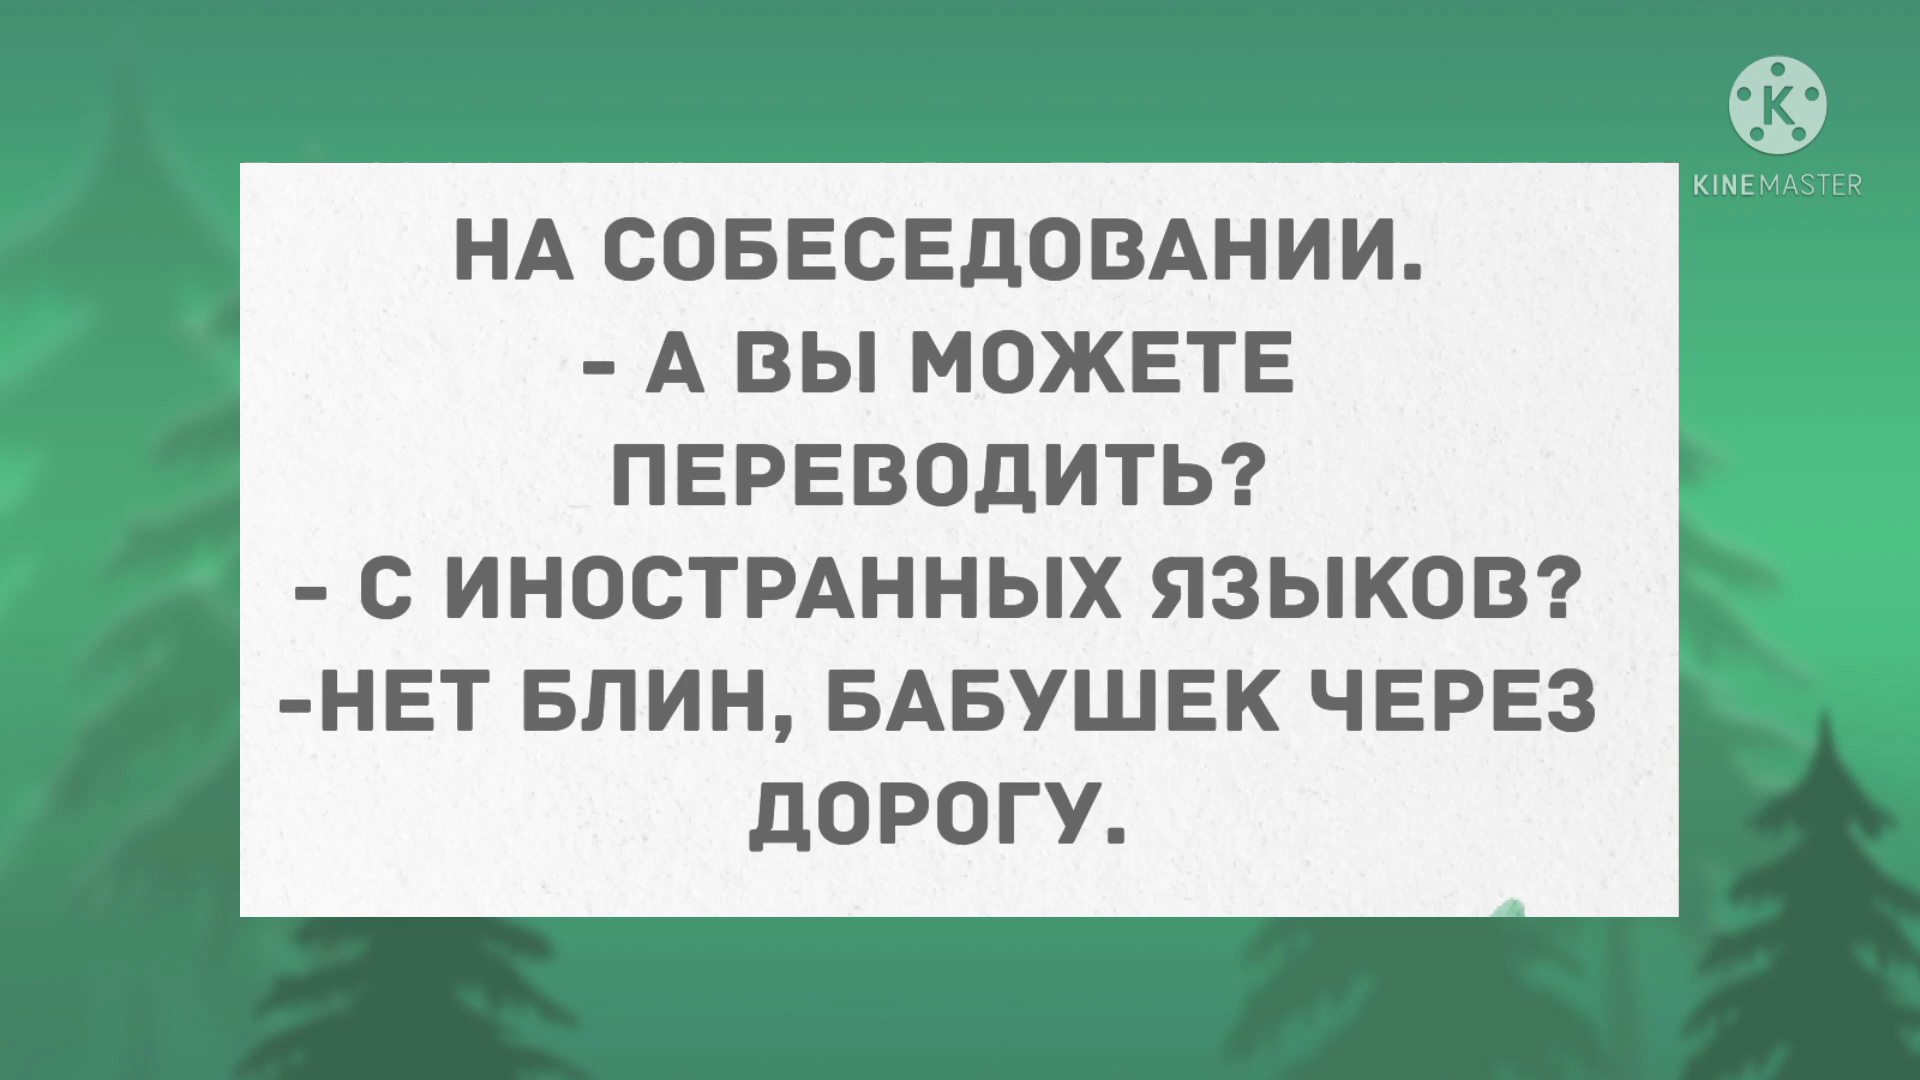 НА СОБЕСЕДОВАНИИ.
- А ВЫ МОЖЕТЕ
ПЕРЕВОДИТЬ?
- С ИНОСТРАННЫХ ЯЗЫКОВ?
-НЕТ БЛИН, БАБУШЕК ЧЕРЕЗ
ДОРОГУ.
K
KINEMASTER